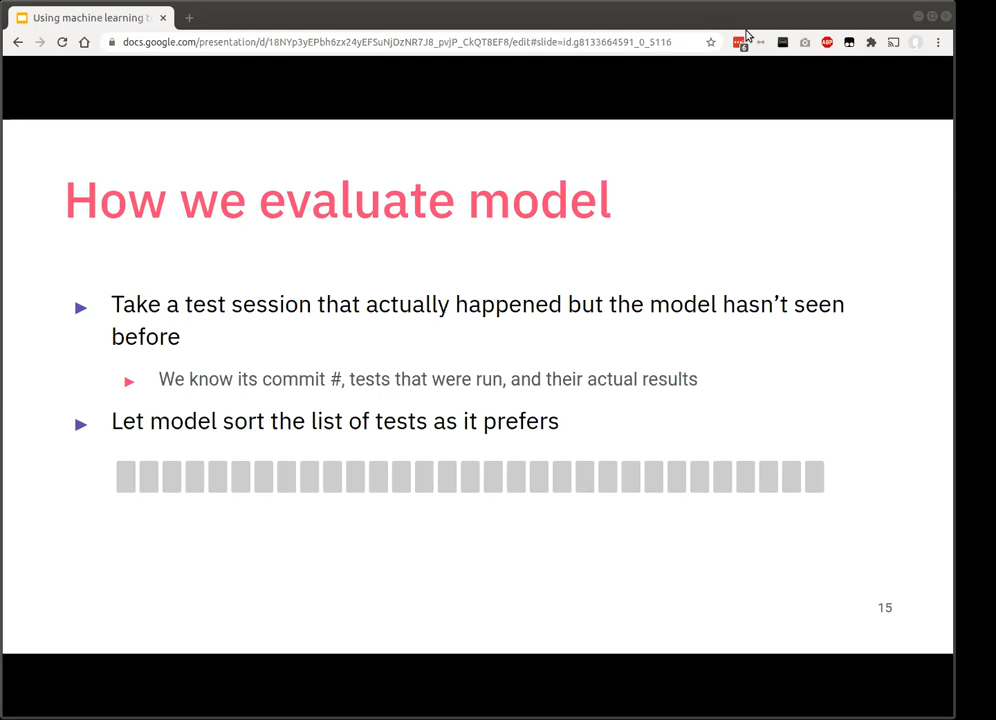 Using machine learning t
docs.google.com/presentation/d/18NYp3yEPbh6zx24yEFSuNjDzNR7J8_pvjP_CkQT8EF8/edit#slide=id.g8133664591_0_5116
6
ABP
How we evaluate model
Take a test session that actually happened but the model hasn’t seen
before
We know its commit #, tests that were run, and their actual results
Let model sort the list of tests as it prefers
15